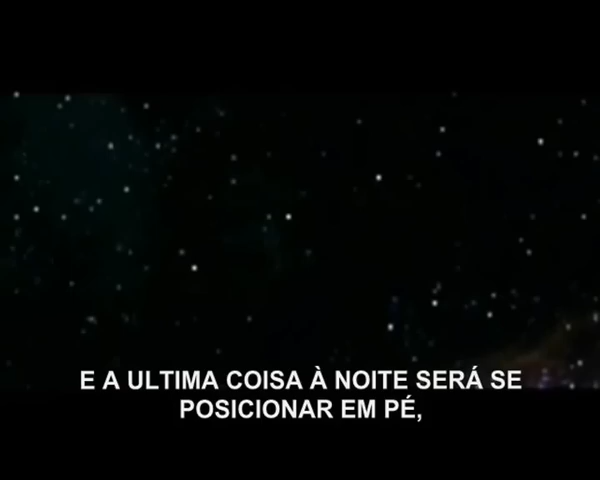 E A ULTIMA COISA À NOITE SERÁ SE
POSICIONAR EM PÉ,